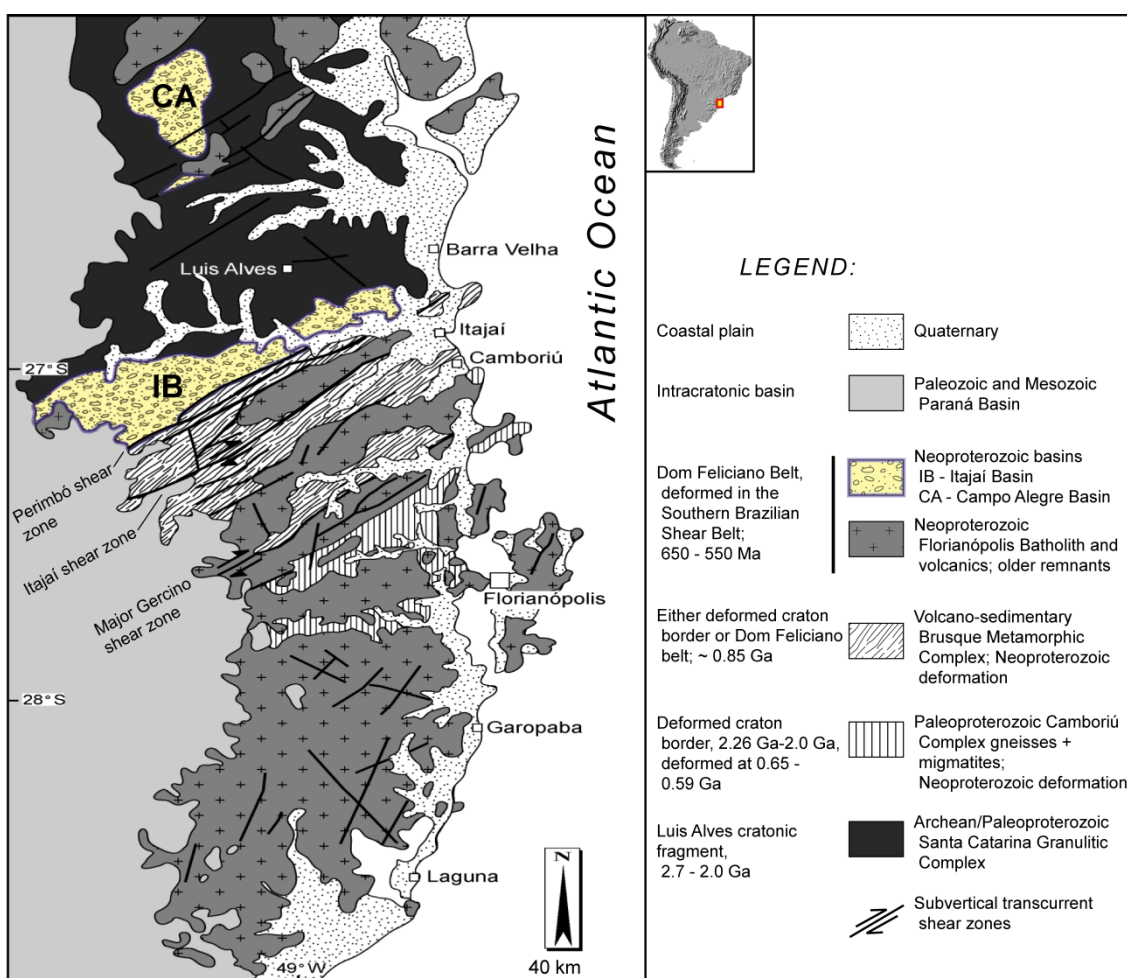 CA
Atlantic Ocean
Barra Velha
Luis Alves
Itajaí
Camboriú
27°S
IB
Perimbó shear
zone
Itajaí shear zone
Major Gercino
shear zone
Florianópolis
28°S
Garopaba
Laguna
N
49°W
40 km
LEGEND:
Coastal plain
Quaternary
Intracratonic basin
Paleozoic and Mesozoic
Paraná Basin
Dom Feliciano Belt,
deformed in the
Southern Brazilian
Shear Belt;
650 - 550 Ma
Neoproterozoic basins
IB - Itajaí Basin
CA - Campo Alegre Basin
Neoproterozoic
Florianópolis Batholith and
volcanics; older remnants
Either deformed craton
border or Dom Feliciano
belt; ~ 0.85 Ga
Volcano-sedimentary
Brusque Metamorphic
Complex; Neoproterozoic
deformation
Deformed craton
border, 2.26 Ga-2.0 Ga,
deformed at 0.65 -
0.59 Ga
Paleoproterozoic Camboriú
Complex gneisses +
migmatites;
Neoproterozoic deformation
Luis Alves cratonic
fragment,
2.7 - 2.0 Ga
Archean/Paleoproterozoic
Santa Catarina Granulitic
Complex
Subvertical transcurrent
shear zones